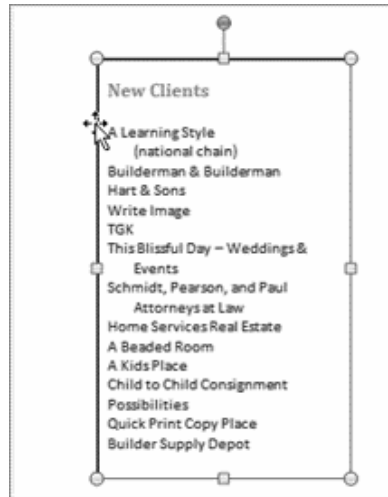 New Clients
A Learning Style
(national chain)
Builderman & Builderman
Hart & Sons
Write Image
TGK
This Blissful Day – Weddings &
Events
Schmidt, Pearson, and Paul
Attorneys at Law
Home Services Real Estate
A Beaded Room
A Kids Place
Child to Child Consignment
Possibilities
Quick Print Copy Place
Builder Supply Depot